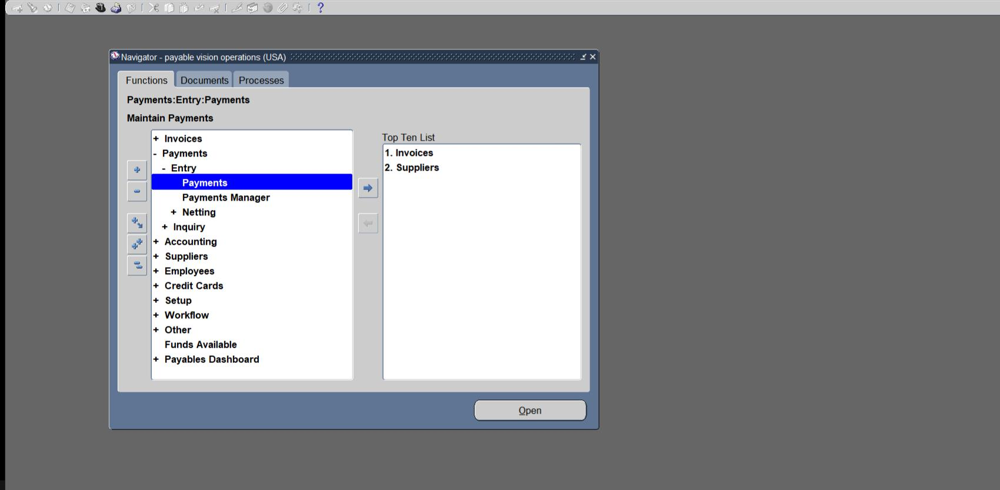 ?
Navigator - payable vision operations (USA)
Functions Documents Processes
Payments:Entry:Payments
Maintain Payments
+ Invoices
- Payments
- Entry
Payments
Payments Manager
+ Netting
+ Inquiry
+ Accounting
+ Suppliers
+ Employees
+ Credit Cards
+ Setup
+ Workflow
+ Other
Funds Available
+ Payables Dashboard
Top Ten List
1. Invoices
2. Suppliers
Open